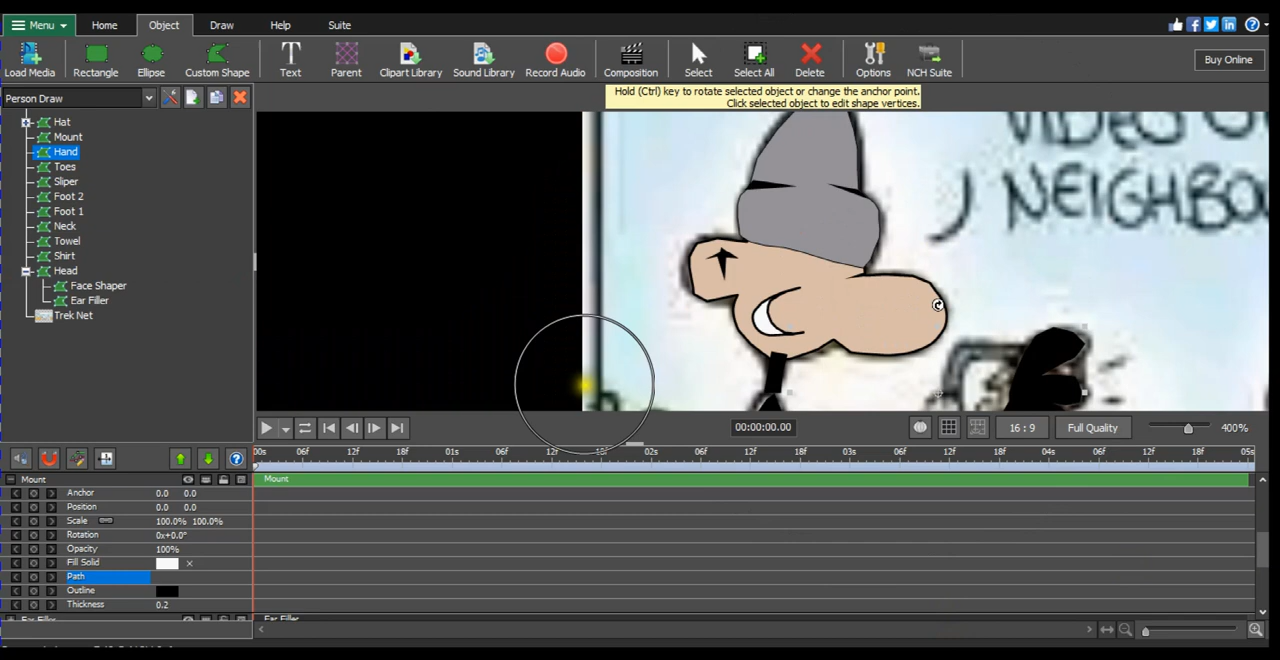 Menu Home Object Draw Help Suite
Load Media Rectangle Ellipse Custom Shape Text Parent Clipart Library Sound Library Record Audio Composition Select Select All Delete Options NCH Suite Buy Online
Person Draw
Hold (Ctrl) key to rotate selected object or change the anchor point.
Click selected object to edit shape vertices.
Hat
Mount
Hand
Toes
Sliper
Foot 2
Foot 1
Neck
Towel
Shirt
Head
Face Shaper
Ear Filler
Trek Net
VIDEO
NEIGHBO
00:00:00.00 16 : 9 Full Quality 400%
00s 06f 12f 18f 01s 06f 12f 18f 02s 06f 12f 18f 03s 06f 12f 18f 04s 06f 12f 18f 05s
Mount Mount
Anchor 0.0 0.0
Position 0.0 0.0
Scale 100.0% 100.0%
Rotation 0x+0.0°
Opacity 100%
Fill Solid
Path
Outline
Thickness 0.2
Ear Filler Ear Filler